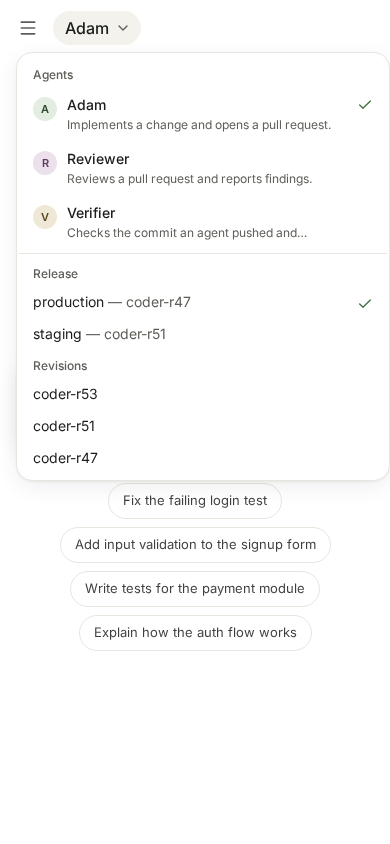 Adam
Agents
A
Adam
Implements a change and opens a pull request.
R
Reviewer
Reviews a pull request and reports findings.
V
Verifier
Checks the commit an agent pushed and...
Release
production — coder-r47
staging — coder-r51
Revisions
coder-r53
coder-r51
coder-r47
Fix the failing login test
Add input validation to the signup form
Write tests for the payment module
Explain how the auth flow works